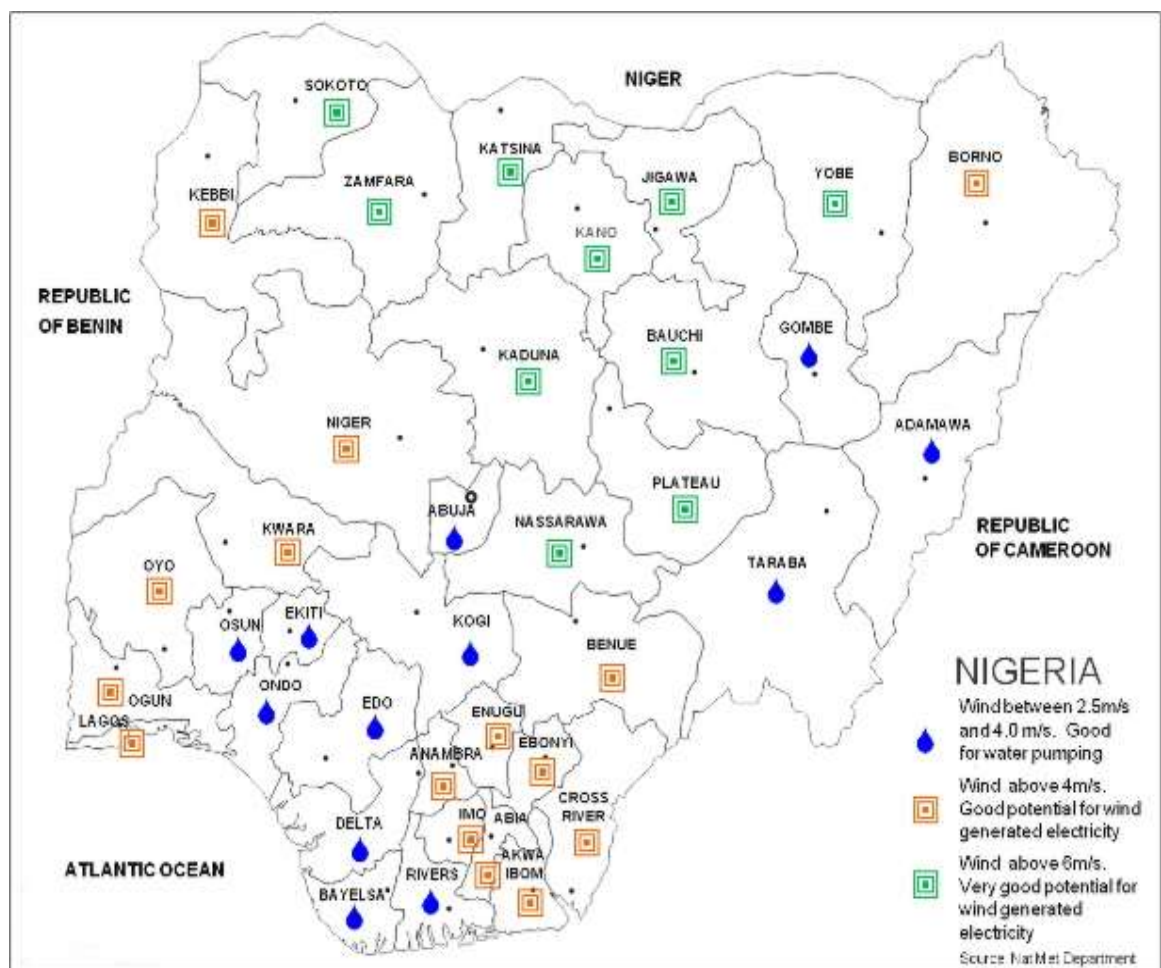 NIGER
SOKOTO
KATSINA
BORNO
ZAMFARA
JIGAWA
YOBE
KEBBI
KANO
REPUBLIC
OF BENIN
GOMBE
BAUCHI
KADUNA
NIGER
ADAMAWA
PLATEAU
ABUJA
NASSARAWA
REPUBLIC
OF CAMEROON
KWARA
OYO
TARABA
EKITI
OSUN
KOGI
BENUE
ONDO
EDO
OGUN
LAGOS
ENUGU
EBONYI
ANAMBRA
CROSS
RIVER
IMO
ABIA
DELTA
AKWA
IBOM
ATLANTIC OCEAN
RIVERS
BAYELSA
NIGERIA
Wind between 2.5m/s
and 4.0 m/s. Good
for water pumping
Wind above 4m/s.
Good potential for wind
generated electricity
Wind above 6m/s.
Very good potential for
wind generated
electricity
Source: Nat Met Department